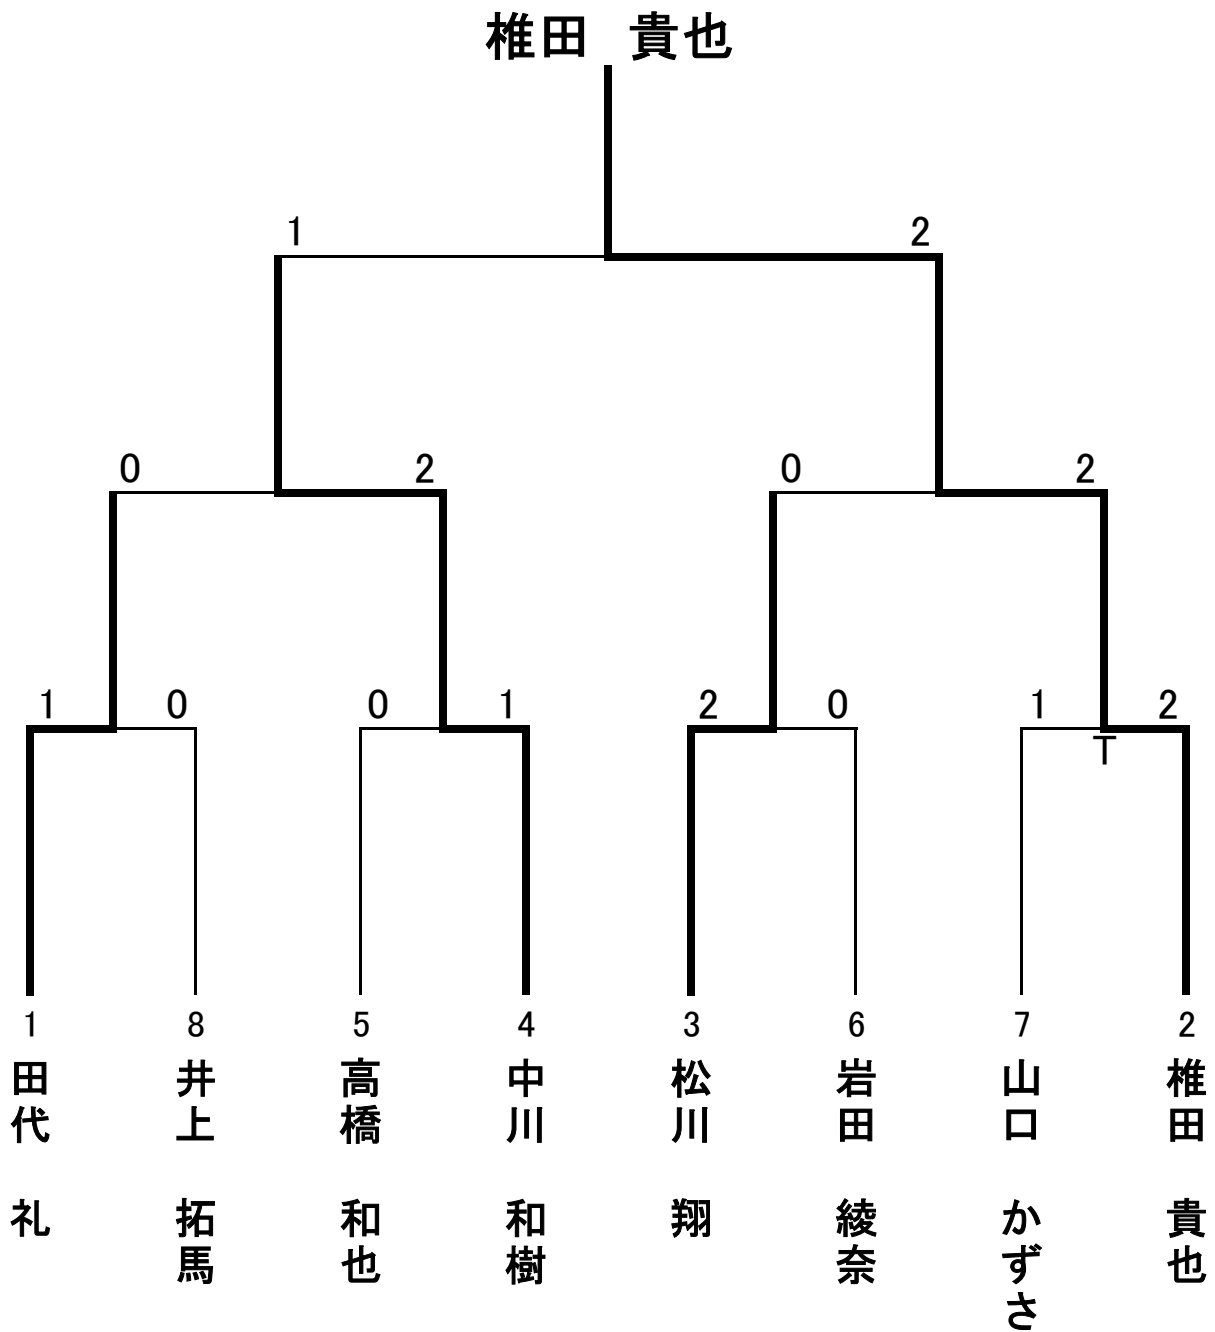 椎田　貴也
1 2
0 2 0 2
1 0 0 1 2 0 1 2
T
1 8 5 4 3 6 7 2
田代　礼
井上　拓馬
高橋　和也
中川　和樹
松川　翔
岩田　綾奈
山口　かずさ
椎田　貴也